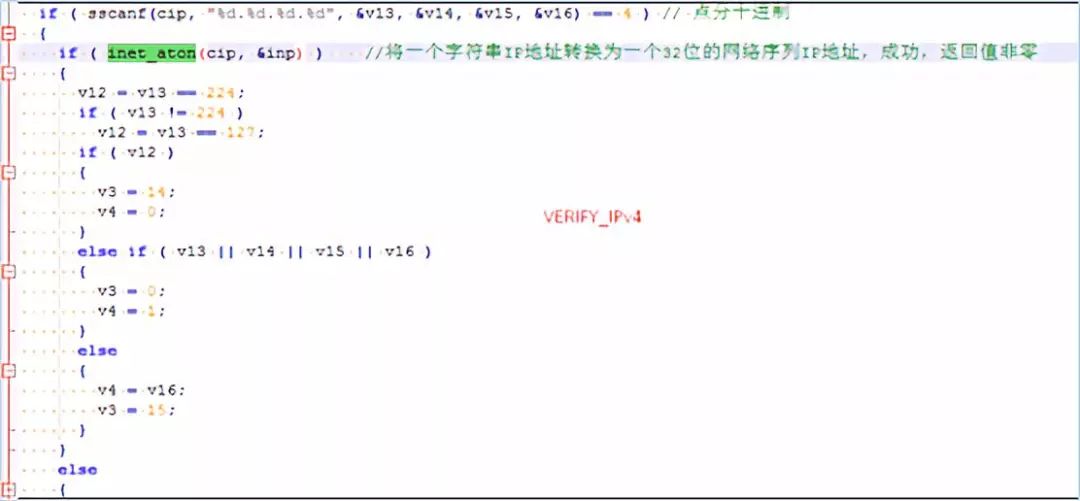 if ( sscanf(cip, "%d.%d.%d.%d", &v13, &v14, &v15, &v16) == 4 ) // 点分十进制
{
if ( inet_aton(cip, &inp) ) //将一个字符串IP地址转换为一个32位的网络序列IP地址，成功，返回值非零
{
v12 = v13 == 224;
if ( v13 != 224 )
v12 = v13 == 127;
if ( v12 )
{
v3 = 14;
v4 = 0;
}
VERIFY_IPv4
else if ( v13 || v14 || v15 || v16 )
{
v3 = 0;
v4 = 1;
}
else
{
v4 = v16;
v3 = 15;
}
}
else
{